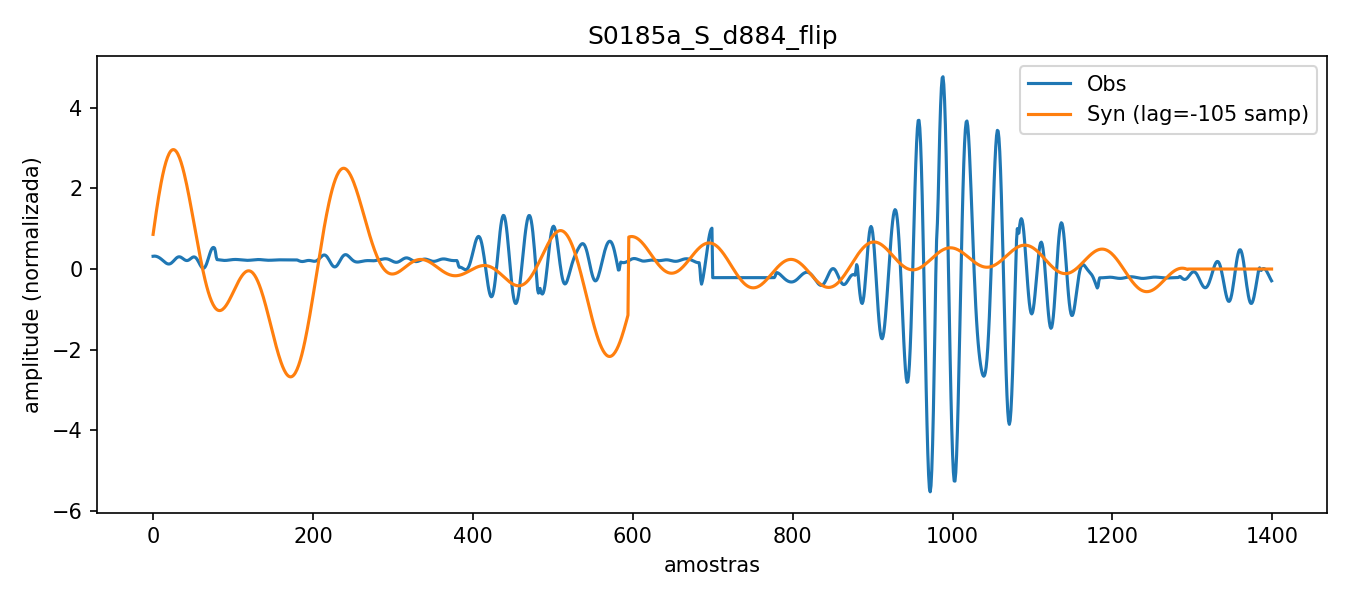 S0185a_S_d884_flip
Obs
Syn (lag=-105 samp)
amplitude (normalizada)
4
2
0
−2
−4
−6
0 200 400 600 800 1000 1200 1400
amostras